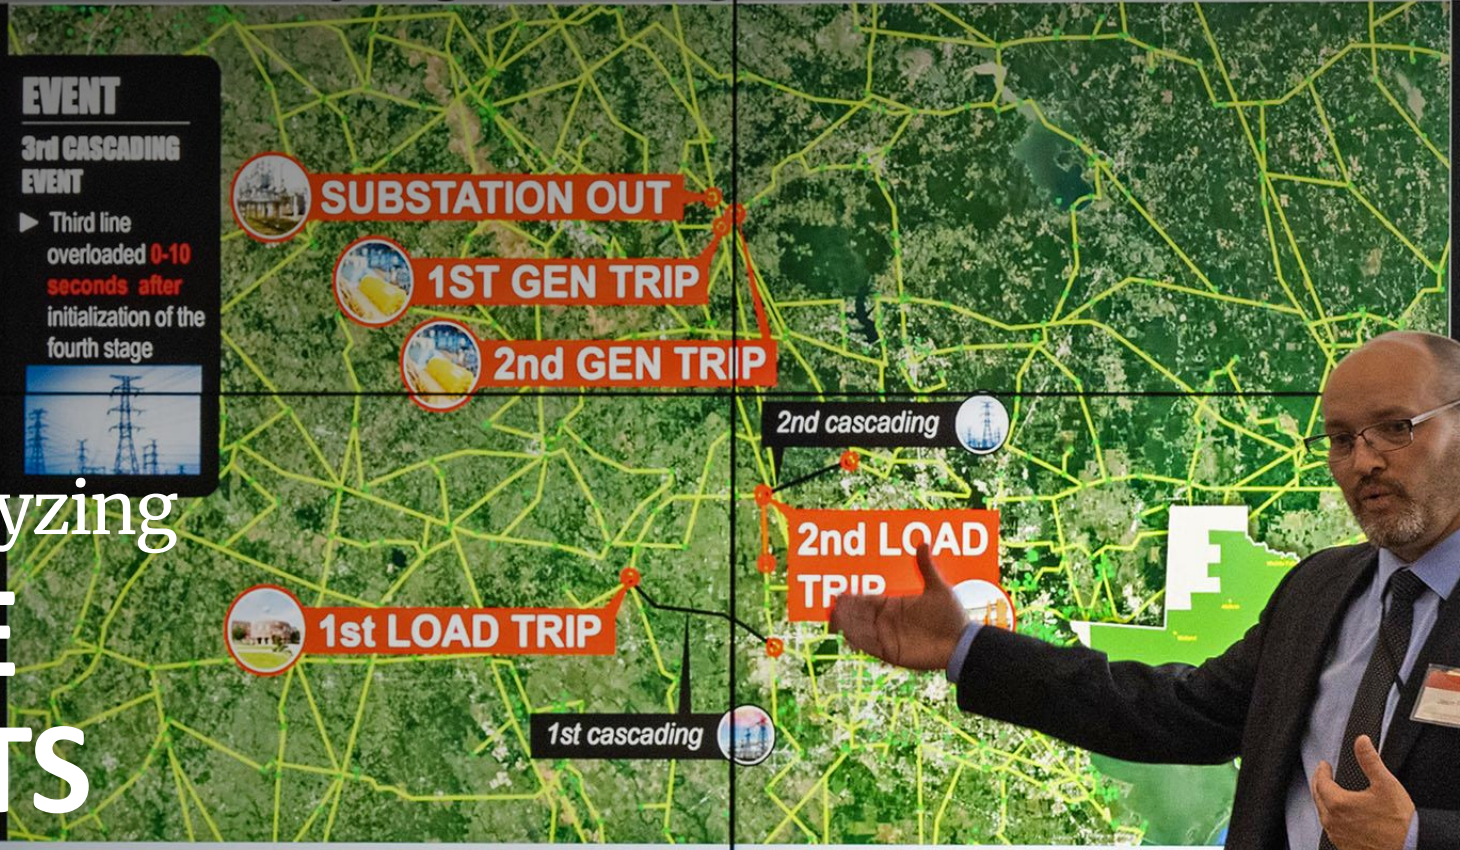 EVENT
3rd CASCADING
EVENT
Third line
overloaded 0-10
seconds after
initialization of the
fourth stage
SUBSTATION OUT
1ST GEN TRIP
2nd GEN TRIP
2nd cascading
2nd LOAD
TRIP
1st LOAD TRIP
1st cascading
yzing
E
TS